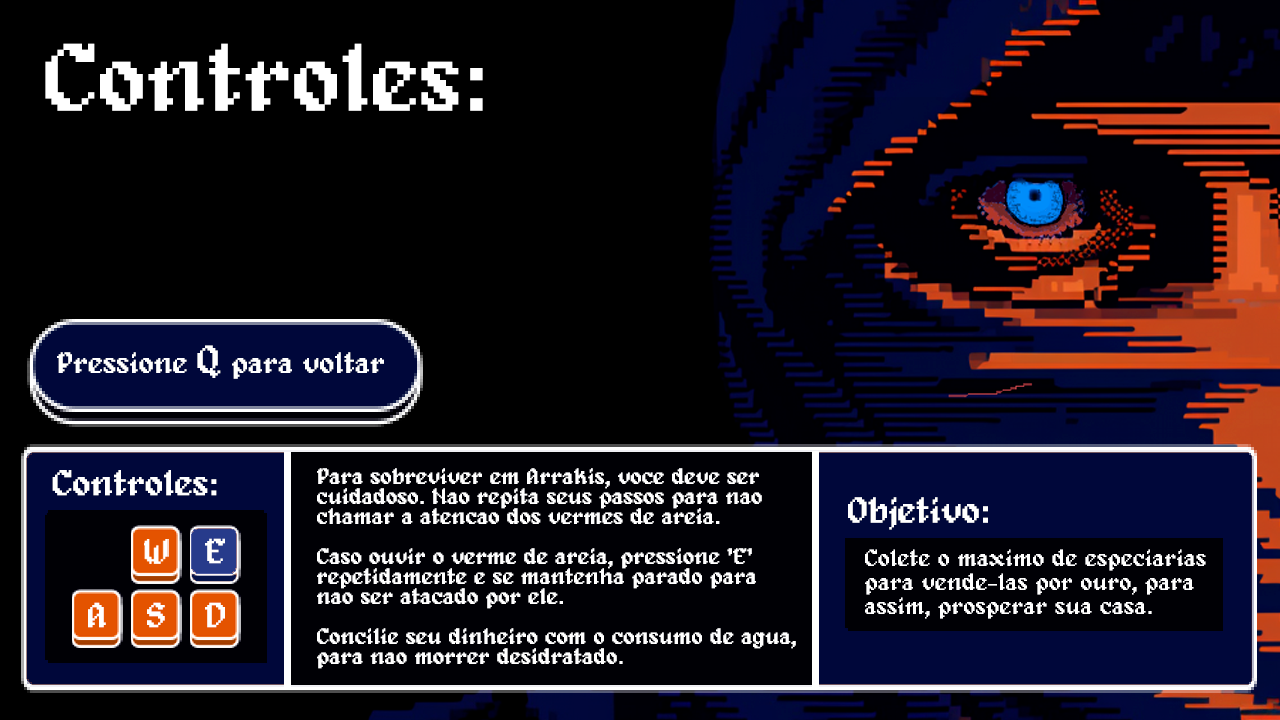 Controles:
Pressione Q para voltar
Controles:
W E
A S D
Para sobreviver em Arrakis, voce deve ser
cuidadoso. Nao repita seus passos para nao
chamar a atencao dos vermes de areia.
Caso ouvir o verme de areia, pressione 'E'
repetidamente e se mantenha parado para
nao ser atacado por ele.
Concilie seu dinheiro com o consumo de agua,
para nao morrer desidratado.
Objetivo:
Colete o maximo de especiarias
para vende-las por ouro, para
assim, prosperar sua casa.